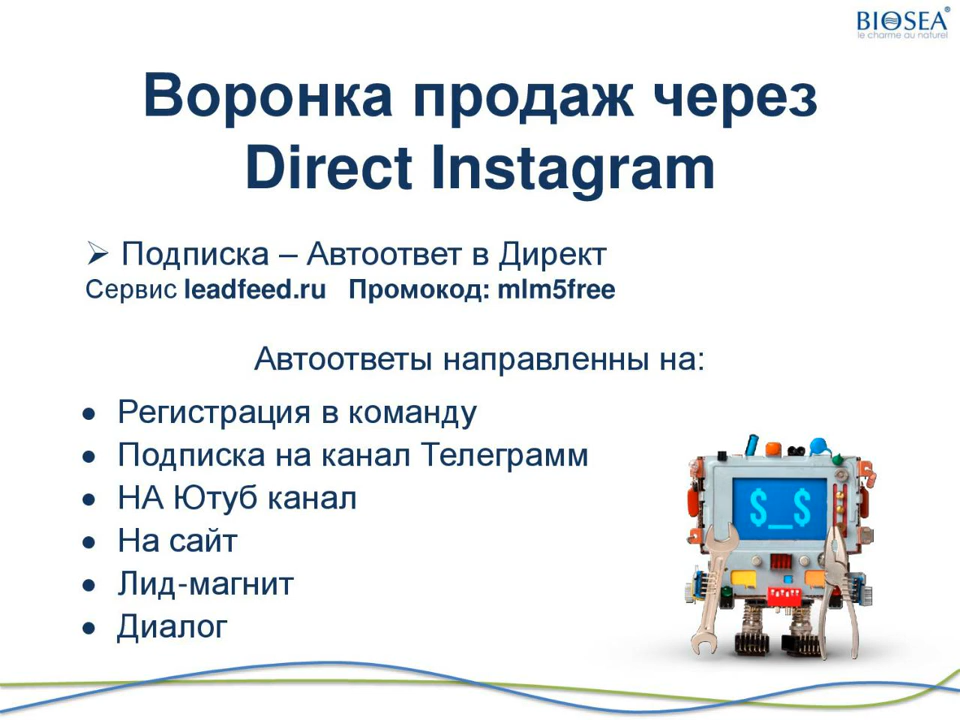 BIOSEA®
le charme au naturel
Воронка продаж через
Direct Instagram
➢ Подписка – Автоответ в Директ
Сервис leadfeed.ru Промокод: mlm5free
Автоответы направленны на:
• Регистрация в команду
• Подписка на канал Телеграмм
• НА Ютуб канал
• На сайт
• Лид-магнит
• Диалог
$_$